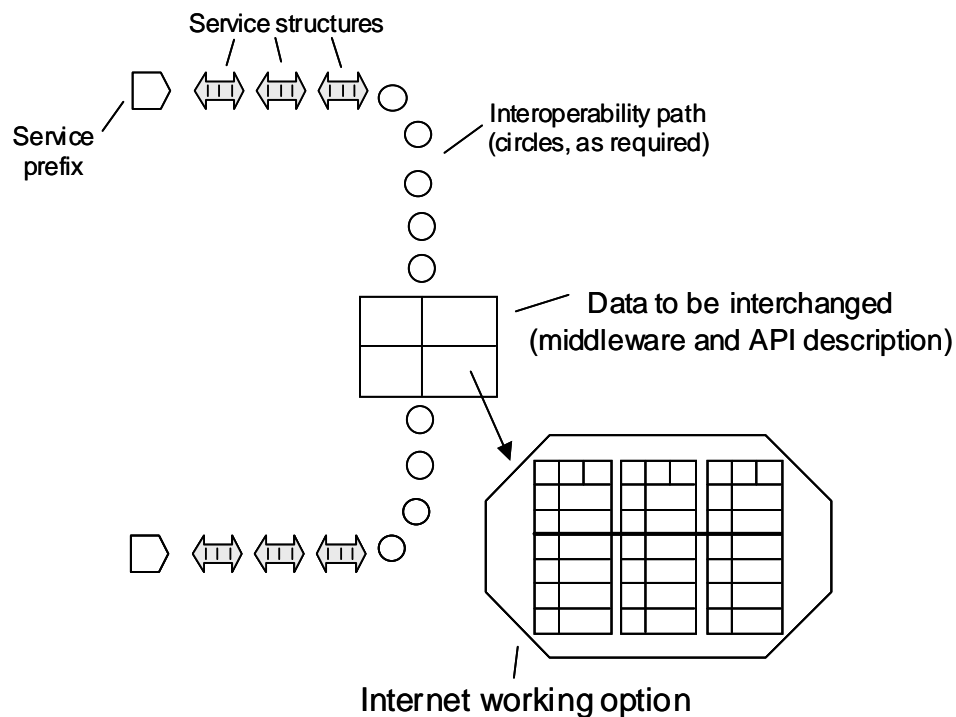 Service structures
Service
prefix
Interoperability path
(circles, as required)
Data to be interchanged
(middleware and API description)
Internet working option